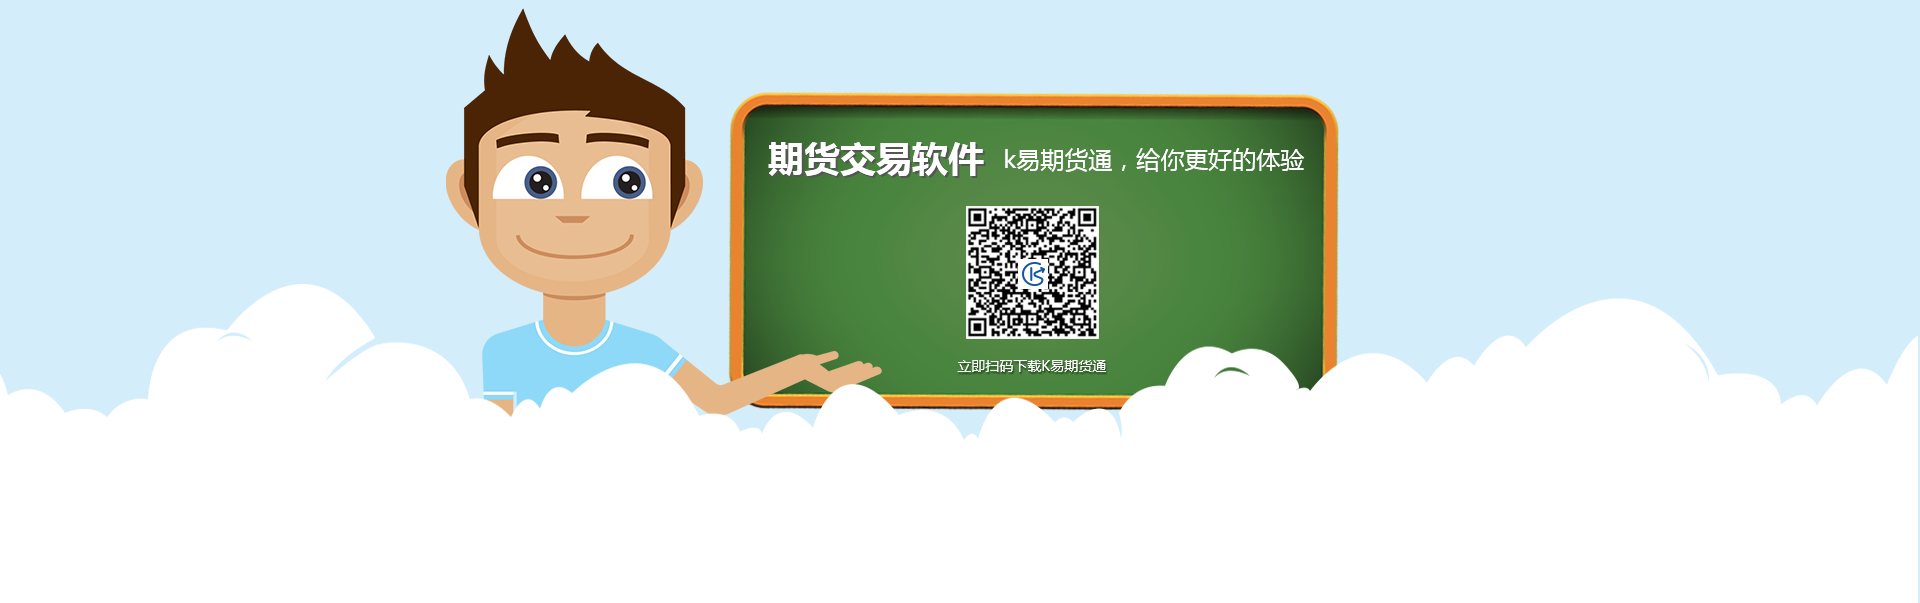 期货交易软件 k易期货通，给你更好的体验
立即扫码下载K易期货通